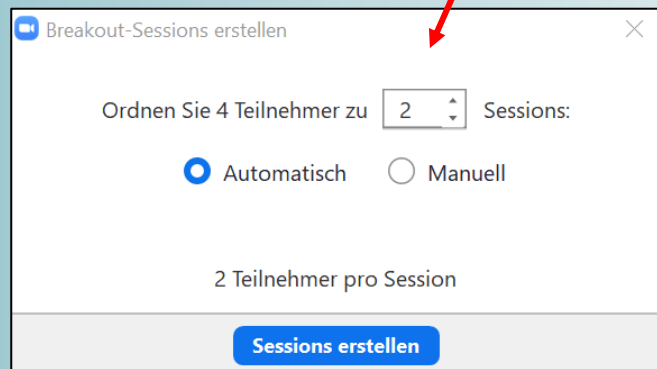 Breakout-Sessions erstellen
Ordnen Sie 4 Teilnehmer zu 2 Sessions:
Automatisch Manuell
2 Teilnehmer pro Session
Sessions erstellen